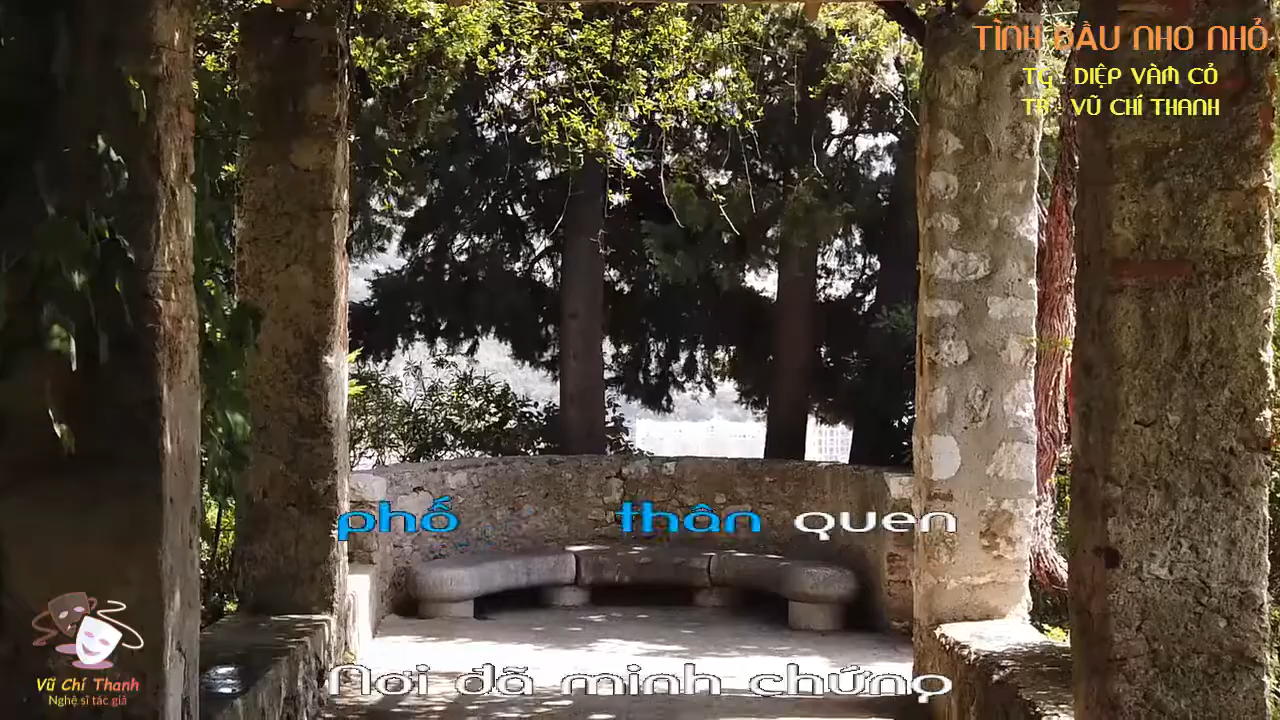 TÌNH ĐẦU NHO NHỎ
TG : DIỆP VÀM CỎ
TB : VŨ CHÍ THANH
phố thân quen
Nơi đã minh chứng
Vũ Chí Thanh
Nghệ sĩ tác giả